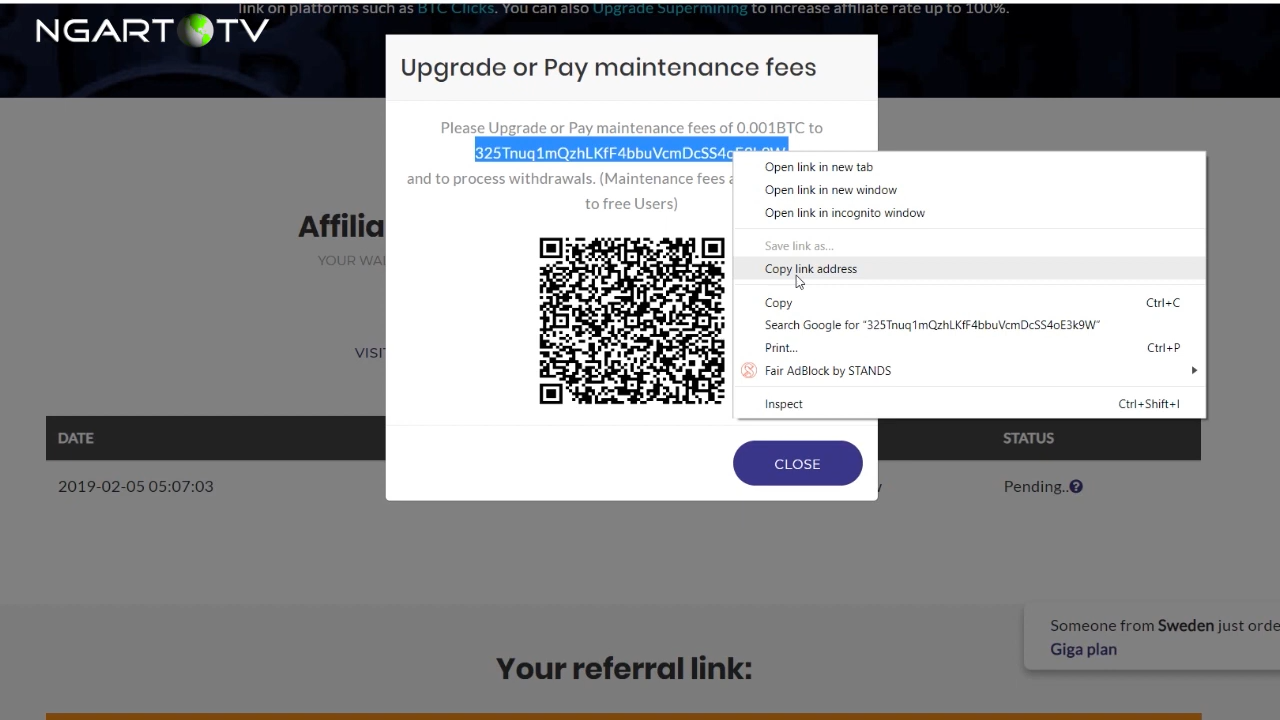 link on platforms such as BTC Clicks. You can also Upgrade Supermining to increase affiliate rate up to 100%.
NGART TV
Upgrade or Pay maintenance fees
Please Upgrade or Pay maintenance fees of 0.001BTC to
325Tnuq1mQzhLKfF4bbuVcmDcSS4oE3k9W
and to process withdrawals. (Maintenance fees
to free Users)
Open link in new tab
Open link in new window
Open link in incognito window
Save link as...
Copy link address
Copy Ctrl+C
Search Google for “325Tnuq1mQzhLKfF4bbuVcmDcSS4oE3k9W”
Print... Ctrl+P
Fair AdBlock by STANDS
Inspect Ctrl+Shift+I
CLOSE
Affilia
YOUR WAL
VISIT
DATE STATUS
2019-02-05 05:07:03 Pending..
Someone from Sweden just orde
Giga plan
Your referral link: